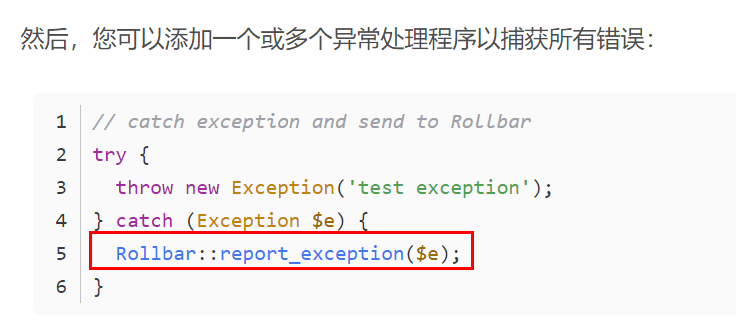 然后，您可以添加一个或多个异常处理程序以捕获所有错误：
1 // catch exception and send to Rollbar
2 try {
3   throw new Exception('test exception');
4 } catch (Exception $e) {
5   Rollbar::report_exception($e);
6 }